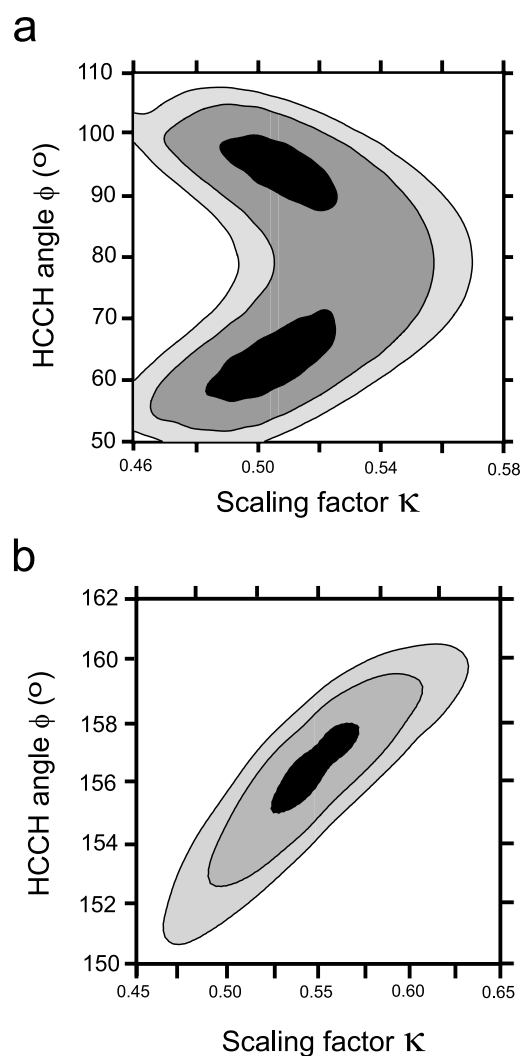 a
110
100
90
80
70
60
50
HCCH angle ϕ (º)
0.46 0.50 0.54 0.58
Scaling factor κ
b
162
160
158
156
154
152
150
HCCH angle ϕ (º)
0.45 0.50 0.55 0.60 0.65
Scaling factor κ